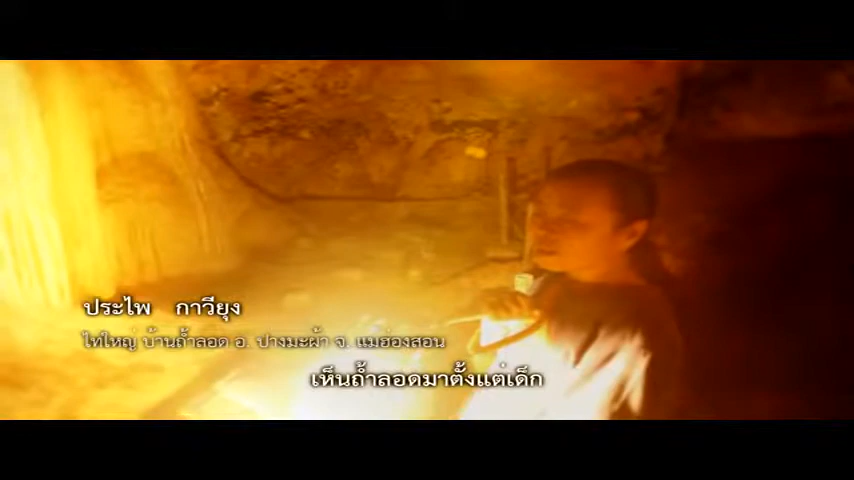 ประไพ กาวียุง
ไทใหญ่ บ้านถ้ำลอด อ. ปางมะผ้า จ. แม่ฮ่องสอน
เห็นถ้ำลอดมาตั้งแต่เด็ก